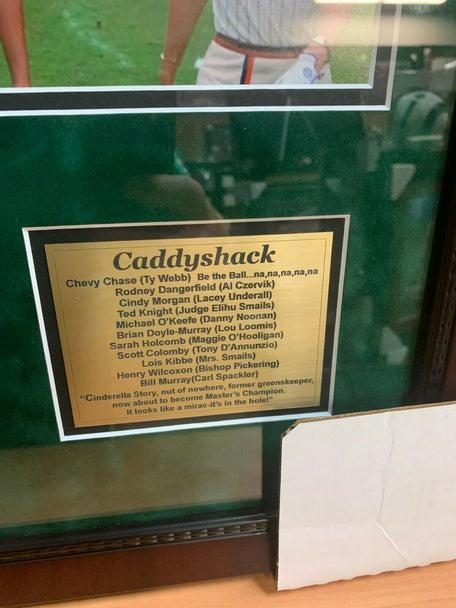 Caddyshack
Chevy Chase (Ty Webb) Be the Ball...na,na,na,na,na
Rodney Dangerfield (Al Czervik)
Cindy Morgan (Lacey Underall)
Ted Knight (Judge Elihu Smails)
Michael O'Keefe (Danny Noonan)
Brian Doyle-Murray (Lou Loomis)
Sarah Holcomb (Maggie O'Hooligan)
Scott Colomby (Tony D'Annunzio)
Lois Kibbe (Mrs. Smails)
Henry Wilcoxon (Bishop Pickering)
Bill Murray(Carl Spackler)
"Cinderella Story, out of nowhere, former greenskeeper,
now about to become Master's Champion.
It looks like a mirac-it's in the hole!"